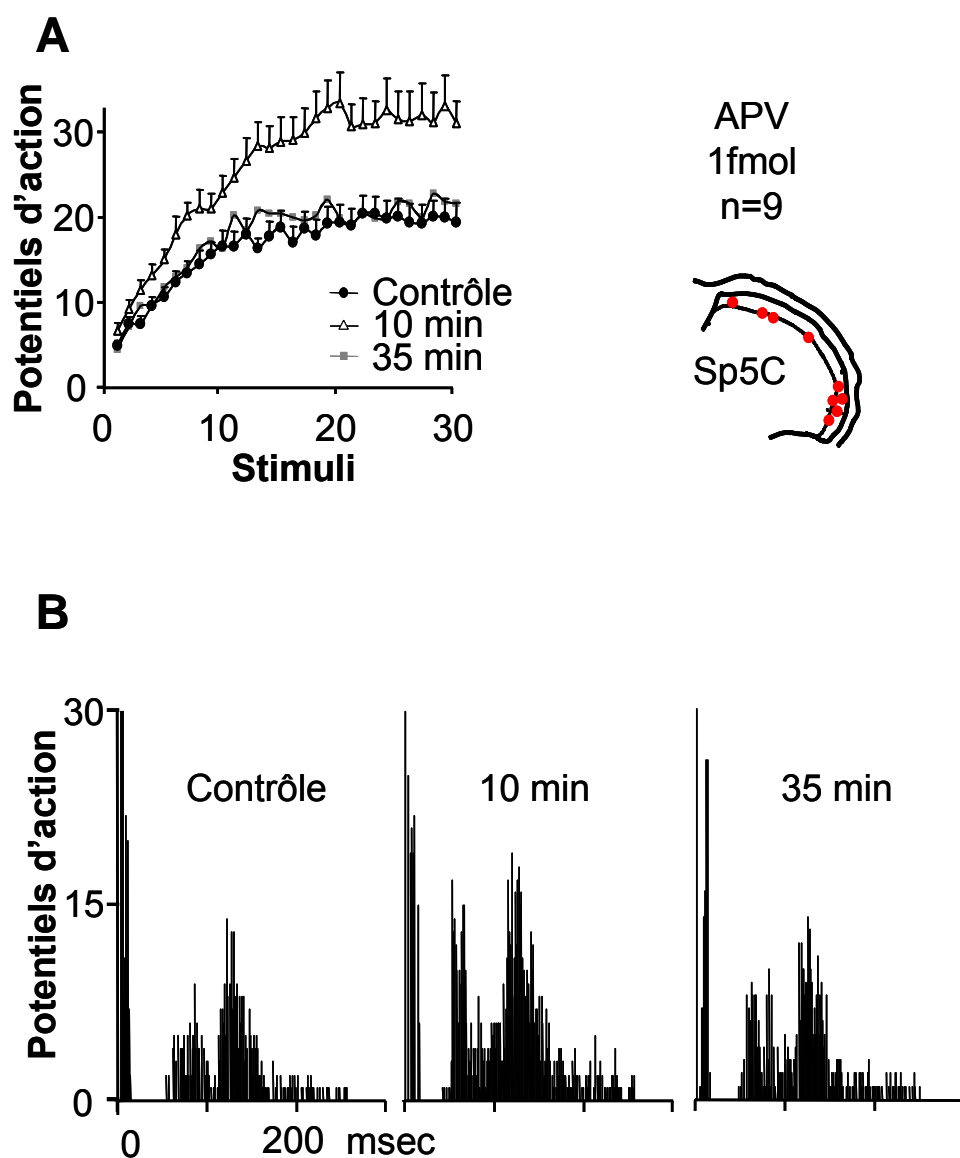 A
Potentiels d’action
30
20
10
0
0 10 20 30
Stimuli
Contrôle
10 min
35 min
APV
1fmol
n=9
Sp5C
B
Potentiels d’action
30
15
0
Contrôle
10 min
35 min
0 200 msec